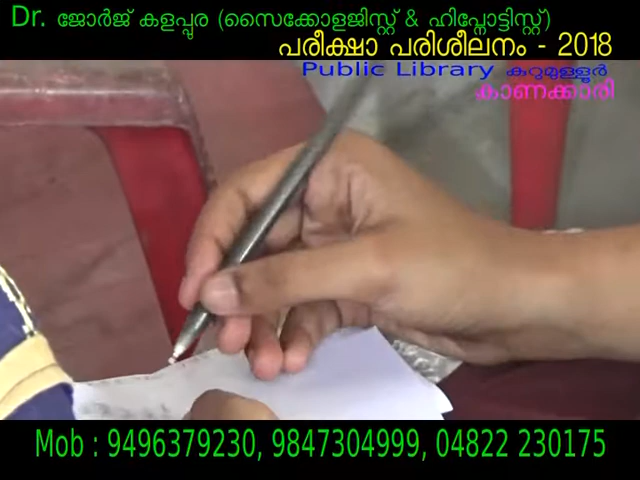 Dr. ജോർജ് കളപ്പുര (സൈക്കോളജിസ്റ്റ് & ഹിപ്നോട്ടിസ്റ്റ്)
പരീക്ഷാ പരിശീലനം - 2018
Public Library കുറുമുള്ളൂർ
കാണക്കാരി
Mob : 9496379230, 9847304999, 04822 230175